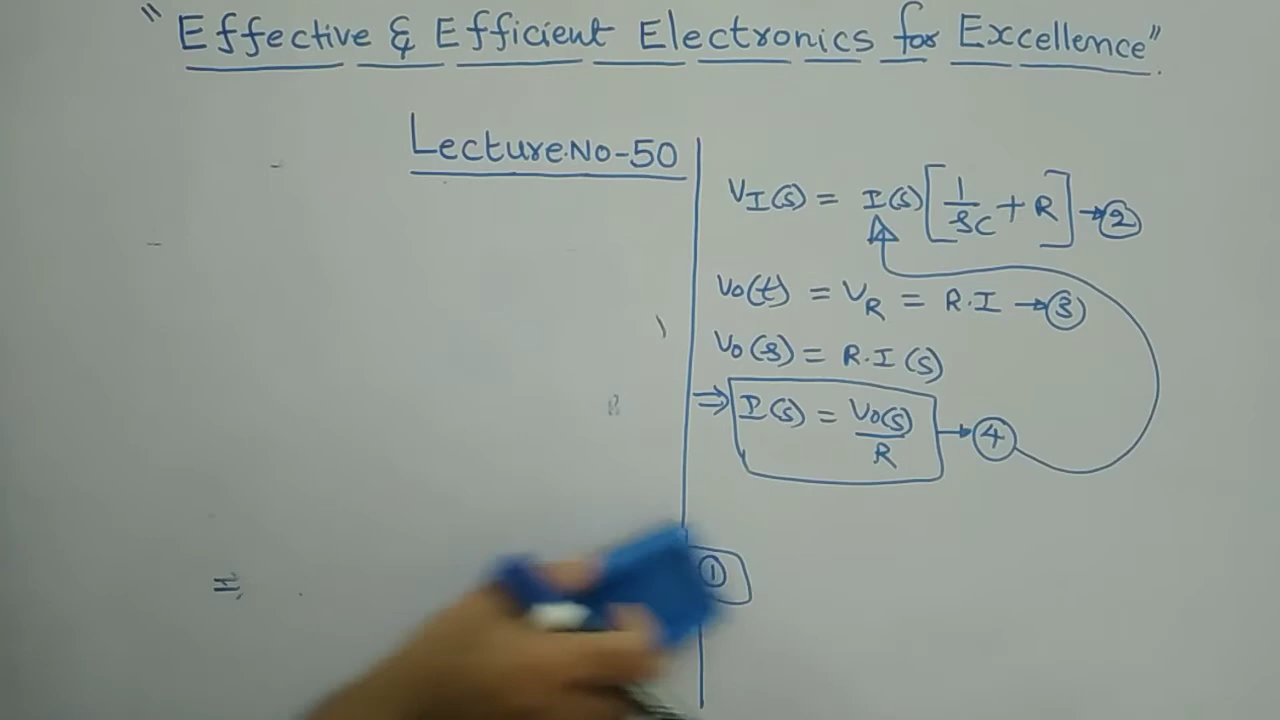 "Effective & Efficient Electronics for Excellence".
Lecture.No-50
VI(s) = I(s)[1/sC + R] → ②
Vo(t) = VR = R.I → ③
Vo(s) = R.I(s)
⇒ I(s) = Vo(s)/R → ④
①